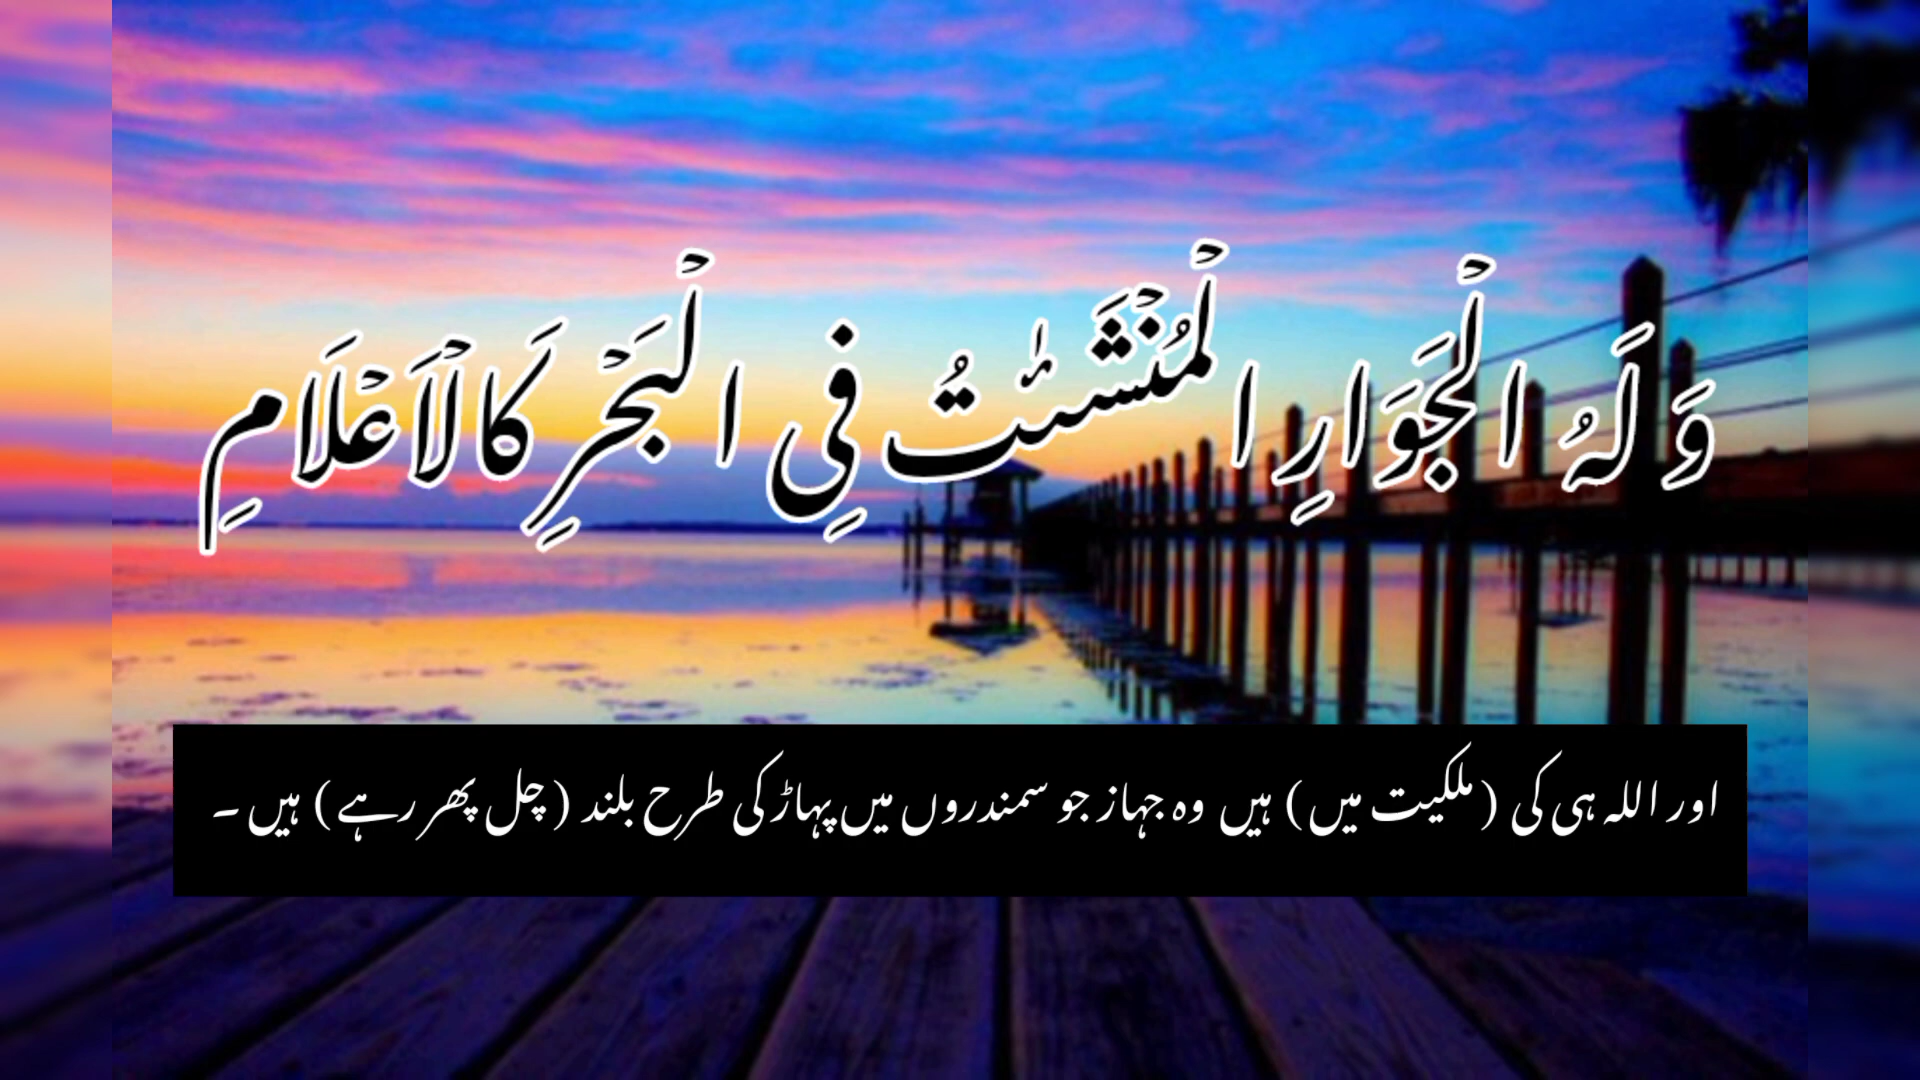 وَ لَہُ الۡجَوَارِ الۡمُنۡشَئٰتُ فِی الۡبَحۡرِ کَالۡاَعۡلَامِ
اور اللہ ہی کی (ملکیت میں) ہیں وہ جہاز جو سمندروں میں پہاڑ کی طرح بلند (چل پھر رہے) ہیں ۔